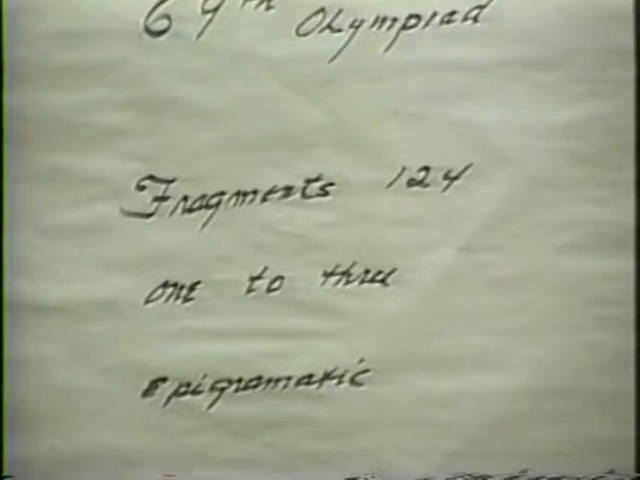 69th Olympiad
Fragments 124
one to three
Epigramatic